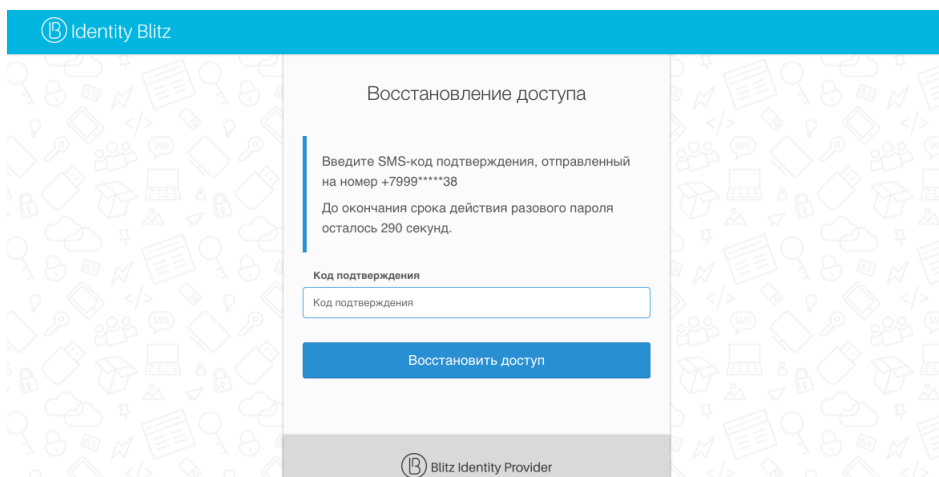 Identity Blitz
Восстановление доступа
Введите SMS-код подтверждения, отправленный
на номер +7999*****38
До окончания срока действия разового пароля
осталось 290 секунд.
Код подтверждения
Код подтверждения
Восстановить доступ
Blitz Identity Provider